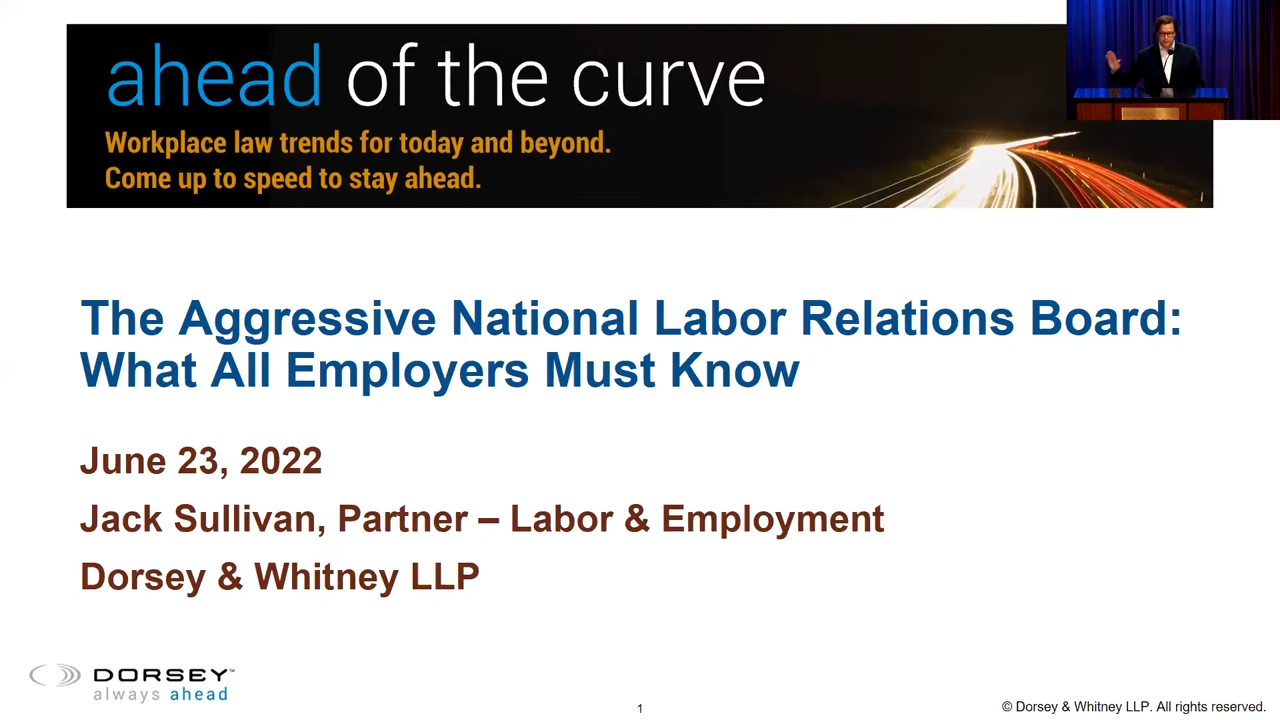 ahead of the curve
Workplace law trends for today and beyond.
Come up to speed to stay ahead.
The Aggressive National Labor Relations Board:
What All Employers Must Know
June 23, 2022
Jack Sullivan, Partner – Labor & Employment
Dorsey & Whitney LLP
DORSEY™
always ahead
1
© Dorsey & Whitney LLP. All rights reserved.